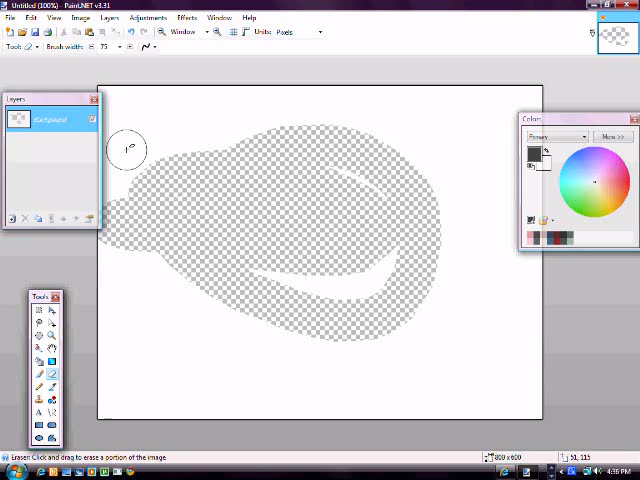 Untitled (100%) - Paint.NET v3.31
File Edit View Image Layers Adjustments Effects Window Help
Window Units: Pixels
Tool: Brush width: 75
Layers
Background
Colors
Primary More >>
Tools
Eraser: Click and drag to erase a portion of the image 800 x 600 51, 115
4:36 PM